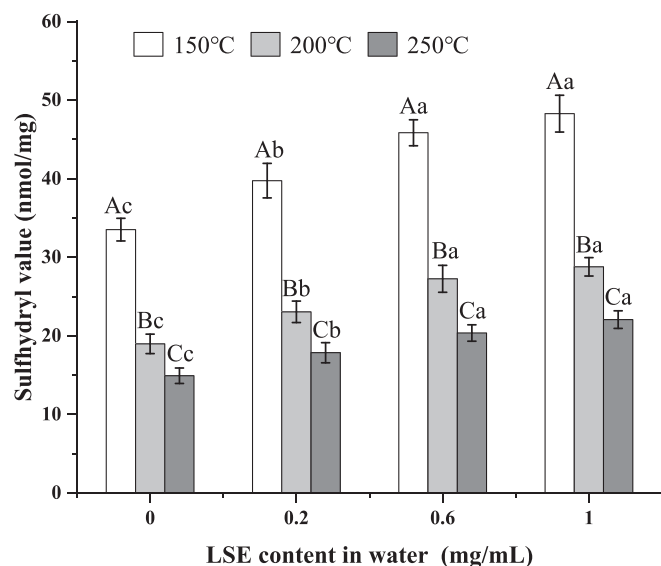 60
50
40
30
20
10
0
Sulfhydryl value (nmol/mg)
150℃ 200℃ 250℃
Ac
Bc
Cc
Ab
Bb
Cb
Aa
Ba
Ca
Aa
Ba
Ca
0 0.2 0.6 1
LSE content in water (mg/mL)